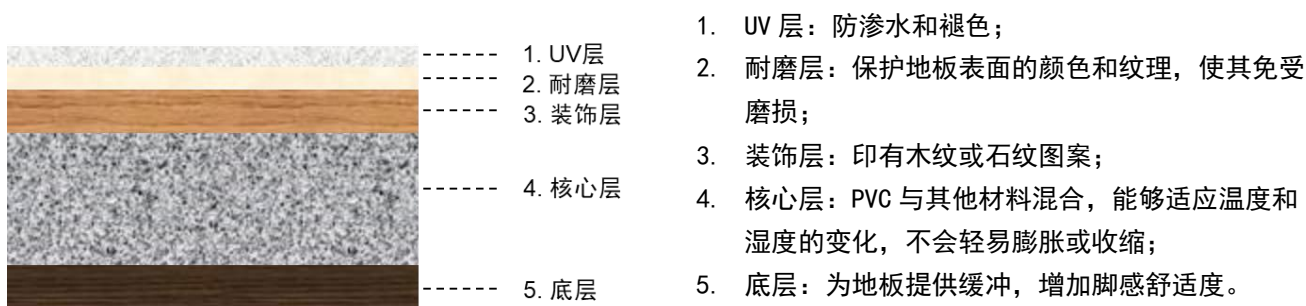 1. UV层
2. 耐磨层
3. 装饰层
4. 核心层
5. 底层
1. UV 层：防渗水和褪色；
2. 耐磨层：保护地板表面的颜色和纹理，使其免受
磨损；
3. 装饰层：印有木纹或石纹图案；
4. 核心层：PVC 与其他材料混合，能够适应温度和
湿度的变化，不会轻易膨胀或收缩；
5. 底层：为地板提供缓冲，增加脚感舒适度。